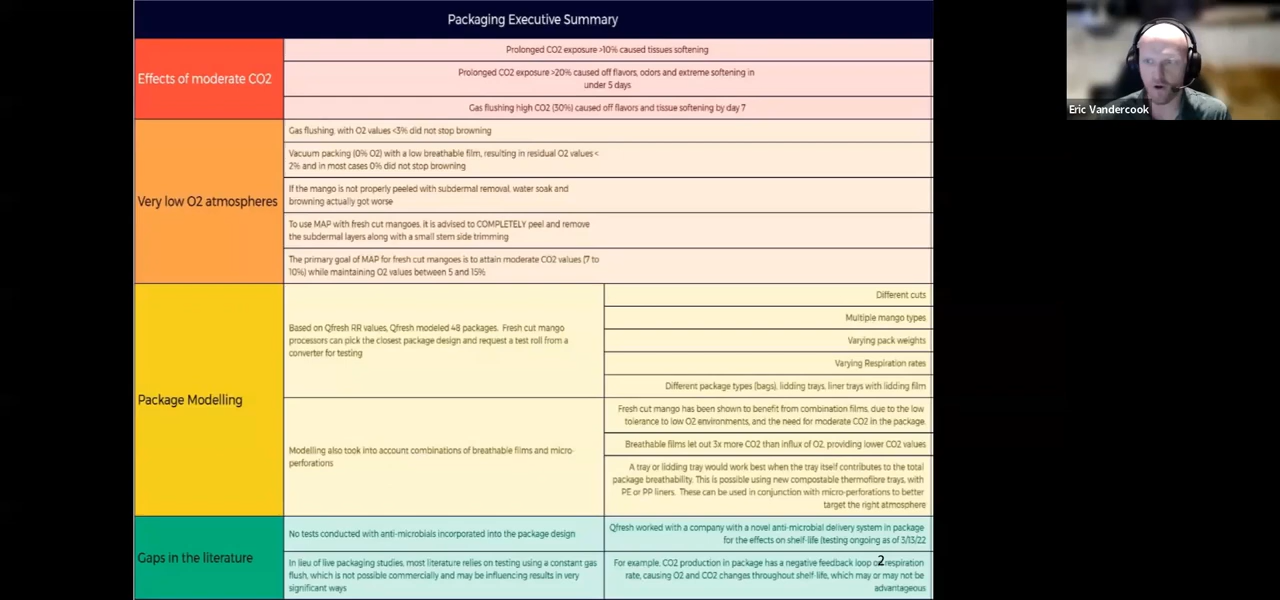 Packaging Executive Summary
Effects of moderate CO2
Prolonged CO2 exposure >10% caused tissues softening
Prolonged CO2 exposure >20% caused off flavors, odors and extreme softening in
under 5 days
Gas flushing high CO2 (30%) caused off flavors and tissue softening by day 7
Very low O2 atmospheres
Gas flushing, with O2 values <3% did not stop browning
Vacuum packing (0% O2) with a low breathable film, resulting in residual O2 values <
2% and in most cases 0% did not stop browning
If the mango is not properly peeled with subdermal removal, water soak and
browning actually got worse
To use MAP with fresh cut mangoes, it is advised to COMPLETELY peel and remove
the subdermal layers along with a small stem side trimming
The primary goal of MAP for fresh cut mangoes is to attain moderate CO2 values (7 to
10%) while maintaining O2 values between 5 and 15%
Package Modelling
Based on Qfresh RR values, Qfresh modeled 48 packages. Fresh cut mango
processors can pick the closest package design and request a test roll from a
converter for testing
Different cuts
Multiple mango types
Varying pack weights
Varying Respiration rates
Different package types (bags), lidding trays, liner trays with lidding film
Modelling also took into account combinations of breathable films and micro-
perforations
Fresh cut mango has been shown to benefit from combination films, due to the low
tolerance to low O2 environments, and the need for moderate CO2 in the package.
Breathable films let out 3x more CO2 than influx of O2, providing lower CO2 values
A tray or lidding tray would work best when the tray itself contributes to the total
package breathability. This is possible using new compostable thermofibre trays, with
PE or PP liners. These can be used in conjunction with micro-perforations to better
target the right atmosphere
Gaps in the literature
No tests conducted with anti-microbials incorporated into the package design
Qfresh worked with a company with a novel anti-microbial delivery system in package
for the effects on shelf-life (testing ongoing as of 3/13/22
In lieu of live packaging studies, most literature relies on testing using a constant gas
flush, which is not possible commercially and may be influencing results in very
significant ways
For example, CO2 production in package has a negative feedback loop respiration
rate, causing O2 and CO2 changes throughout shelf-life, which may or may not be
advantageous
2
Eric Vandercook